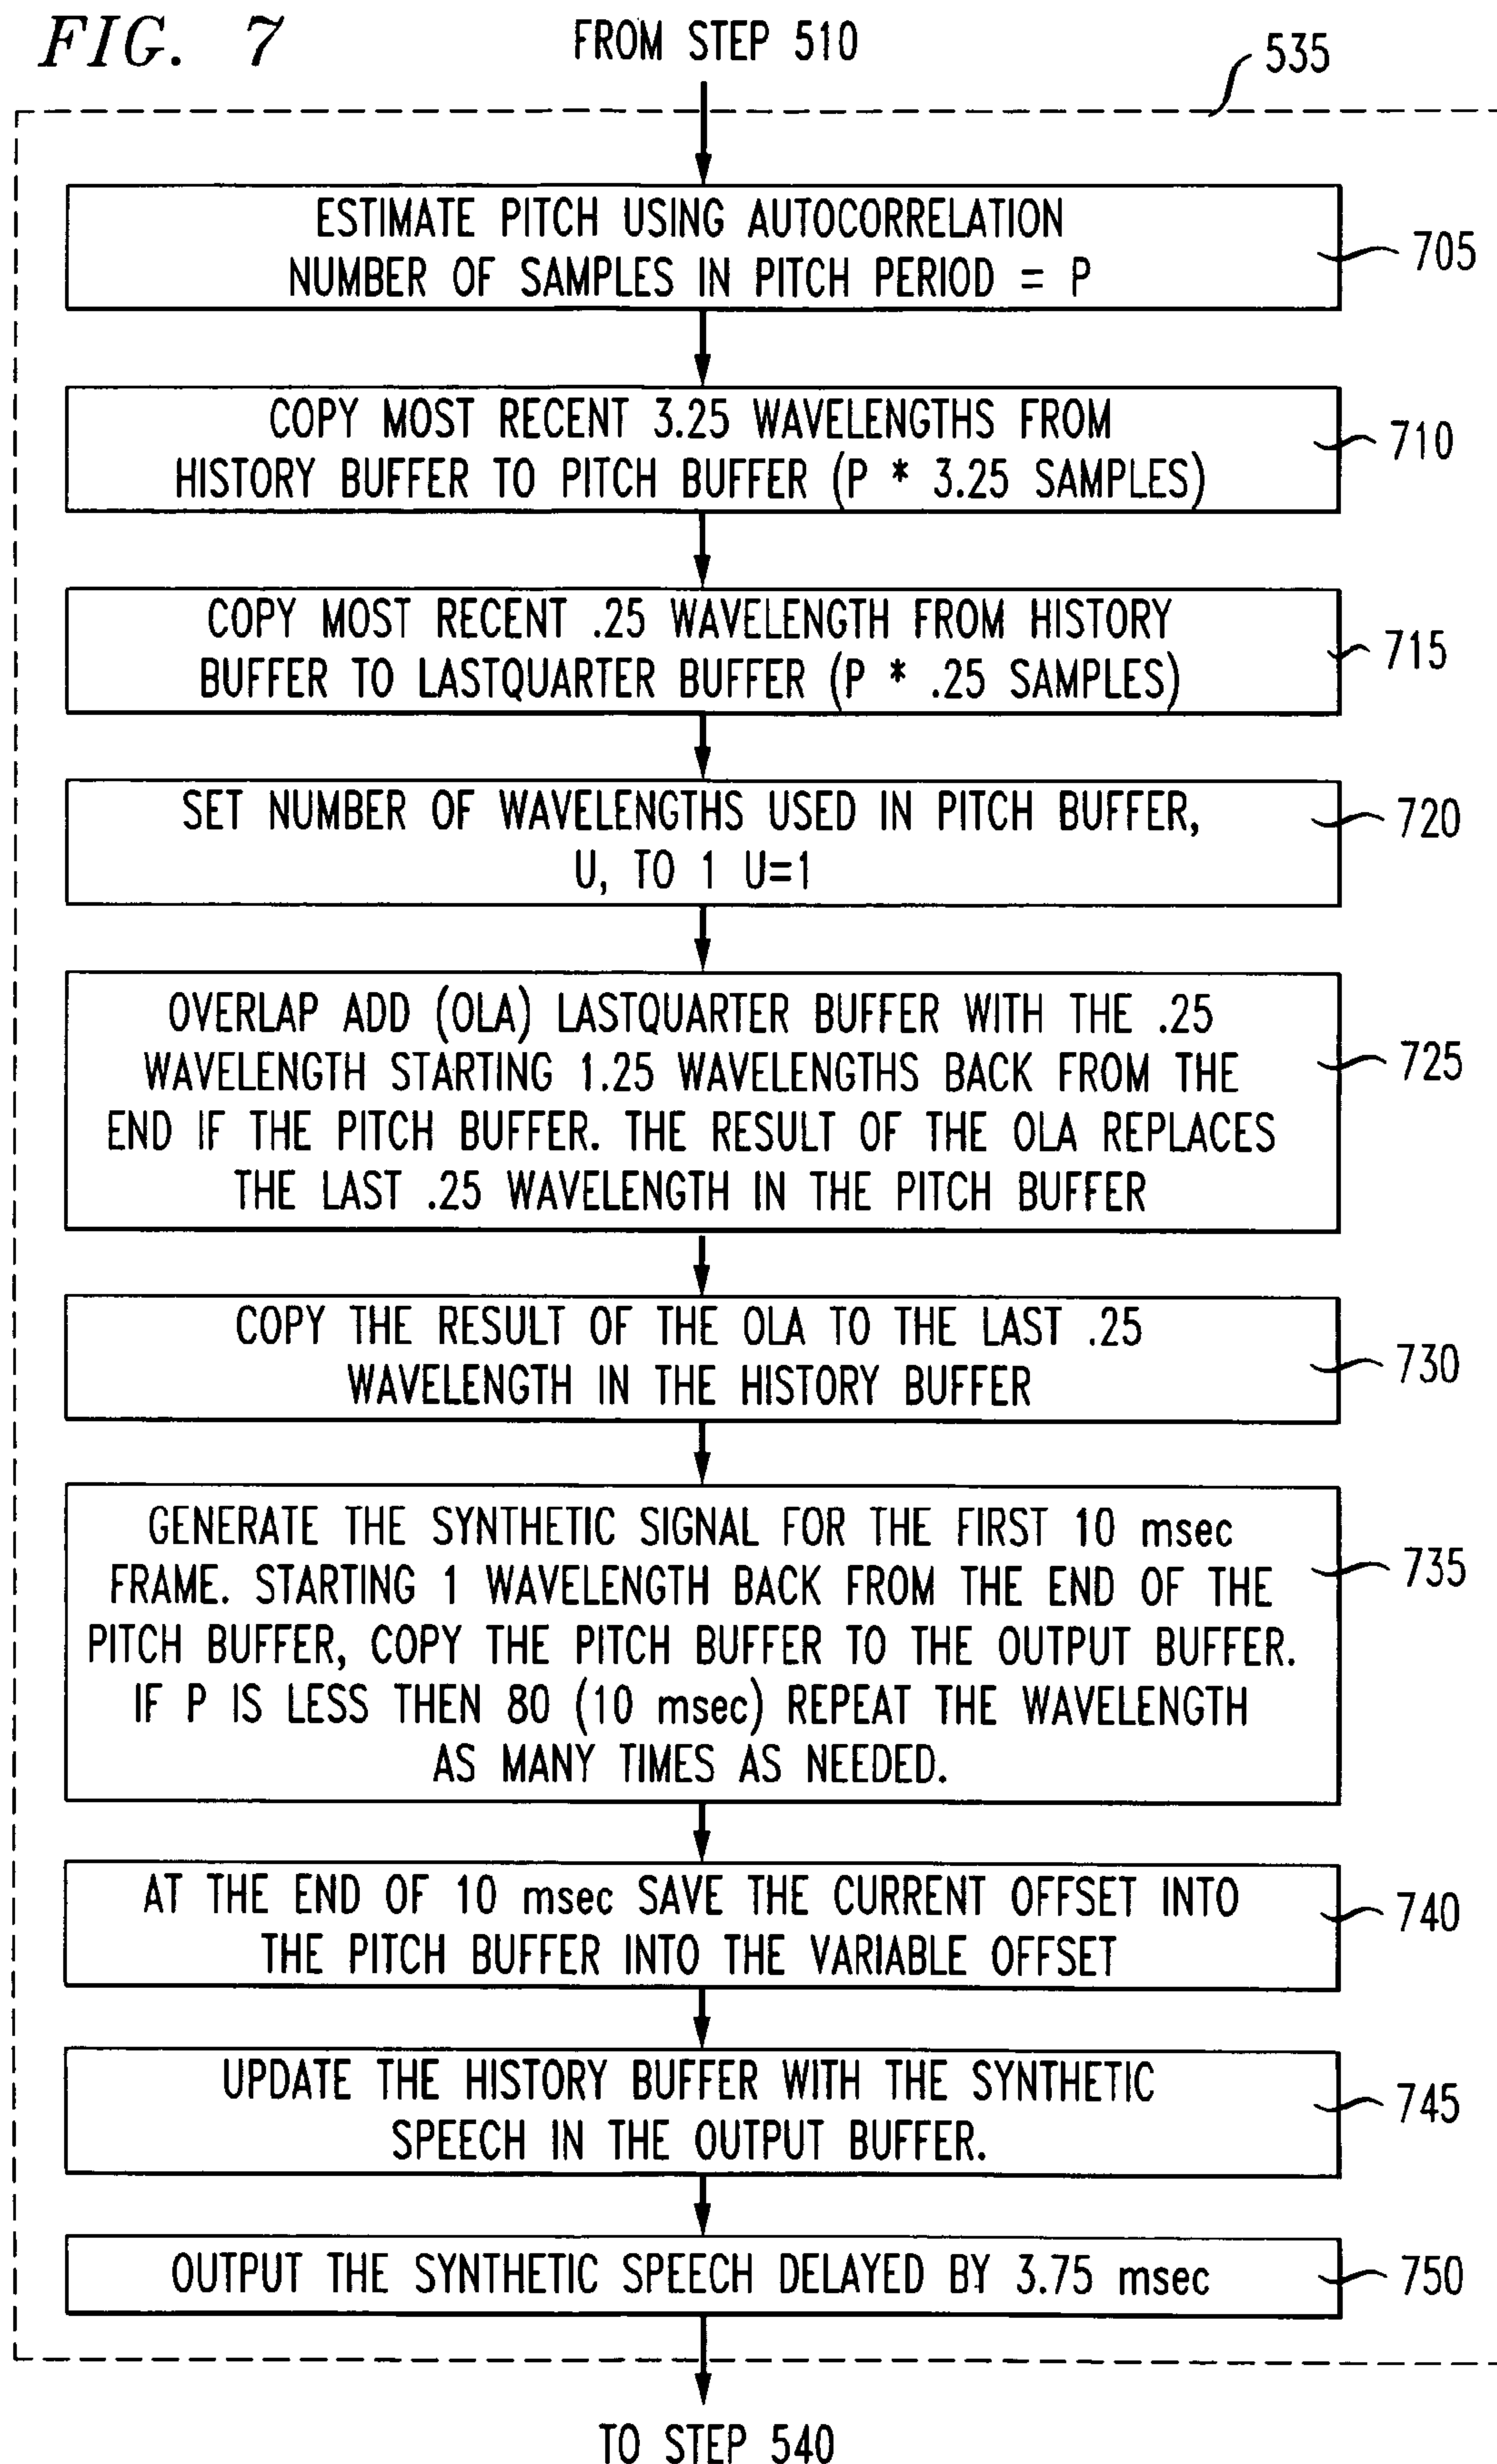 FIG. 7
FROM STEP 510
535
ESTIMATE PITCH USING AUTOCORRELATION
NUMBER OF SAMPLES IN PITCH PERIOD = P
705
COPY MOST RECENT 3.25 WAVELENGTHS FROM
HISTORY BUFFER TO PITCH BUFFER (P * 3.25 SAMPLES)
710
COPY MOST RECENT .25 WAVELENGTH FROM HISTORY
BUFFER TO LASTQUARTER BUFFER (P * .25 SAMPLES)
715
SET NUMBER OF WAVELENGTHS USED IN PITCH BUFFER,
U, TO 1 U=1
720
OVERLAP ADD (OLA) LASTQUARTER BUFFER WITH THE .25
WAVELENGTH STARTING 1.25 WAVELENGTHS BACK FROM THE
END IF THE PITCH BUFFER. THE RESULT OF THE OLA REPLACES
THE LAST .25 WAVELENGTH IN THE PITCH BUFFER
725
COPY THE RESULT OF THE OLA TO THE LAST .25
WAVELENGTH IN THE HISTORY BUFFER
730
GENERATE THE SYNTHETIC SIGNAL FOR THE FIRST 10 msec
FRAME. STARTING 1 WAVELENGTH BACK FROM THE END OF THE
PITCH BUFFER, COPY THE PITCH BUFFER TO THE OUTPUT BUFFER.
IF P IS LESS THEN 80 (10 msec) REPEAT THE WAVELENGTH
AS MANY TIMES AS NEEDED.
735
AT THE END OF 10 msec SAVE THE CURRENT OFFSET INTO
THE PITCH BUFFER INTO THE VARIABLE OFFSET
740
UPDATE THE HISTORY BUFFER WITH THE SYNTHETIC
SPEECH IN THE OUTPUT BUFFER.
745
OUTPUT THE SYNTHETIC SPEECH DELAYED BY 3.75 msec
750
TO STEP 540